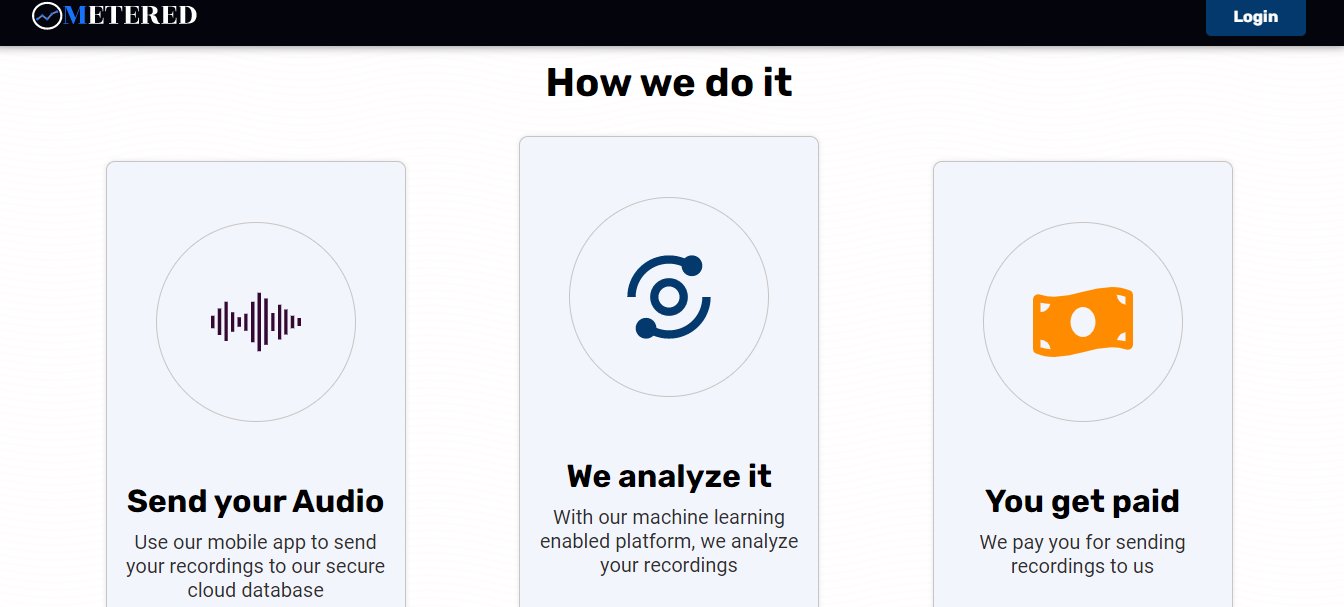 METERED
Login
How we do it
Send your Audio
Use our mobile app to send
your recordings to our secure
cloud database
We analyze it
With our machine learning
enabled platform, we analyze
your recordings
You get paid
We pay you for sending
recordings to us